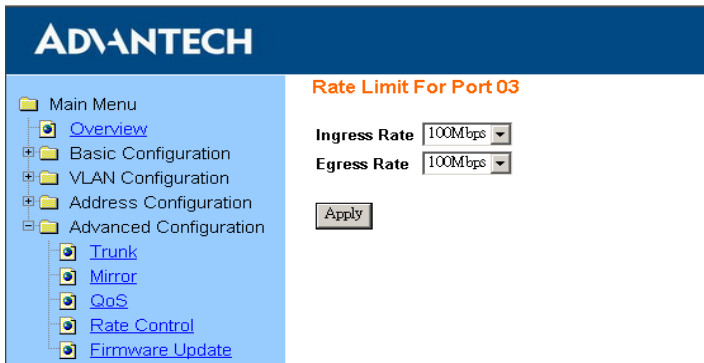 ADVANTECH
Main Menu
Overview
Basic Configuration
VLAN Configuration
Address Configuration
Advanced Configuration
Trunk
Mirror
QoS
Rate Control
Firmware Update
Rate Limit For Port 03
Ingress Rate 100Mbps
Egress Rate 100Mbps
Apply